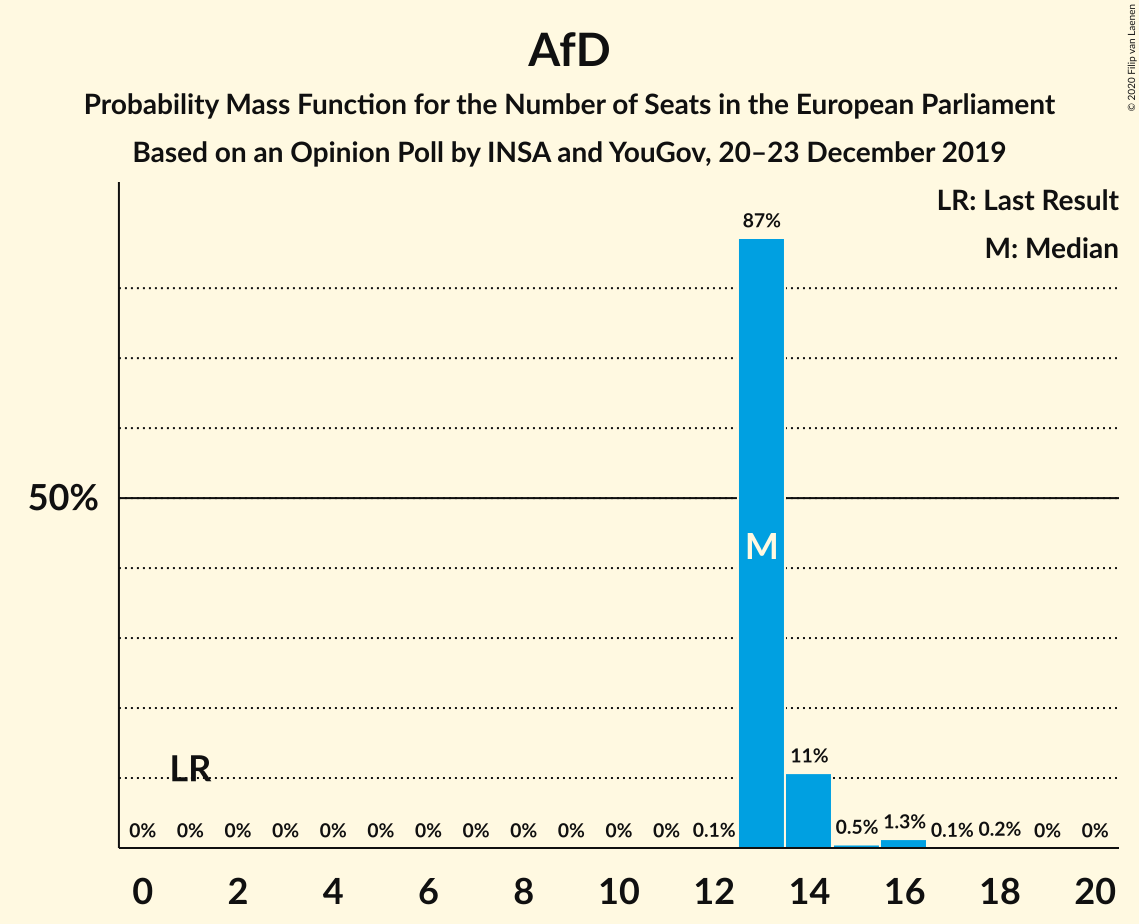 AfD
Probability Mass Function for the Number of Seats in the European Parliament
Based on an Opinion Poll by INSA and YouGov, 20–23 December 2019
© 2020 Filip van Laenen
LR: Last Result
M: Median
87%
50%
M
LR
11%
0% 0% 0% 0% 0% 0% 0% 0% 0% 0% 0% 0% 0.1% 0.5% 1.3% 0.1% 0.2% 0% 0%
0 2 4 6 8 10 12 14 16 18 20